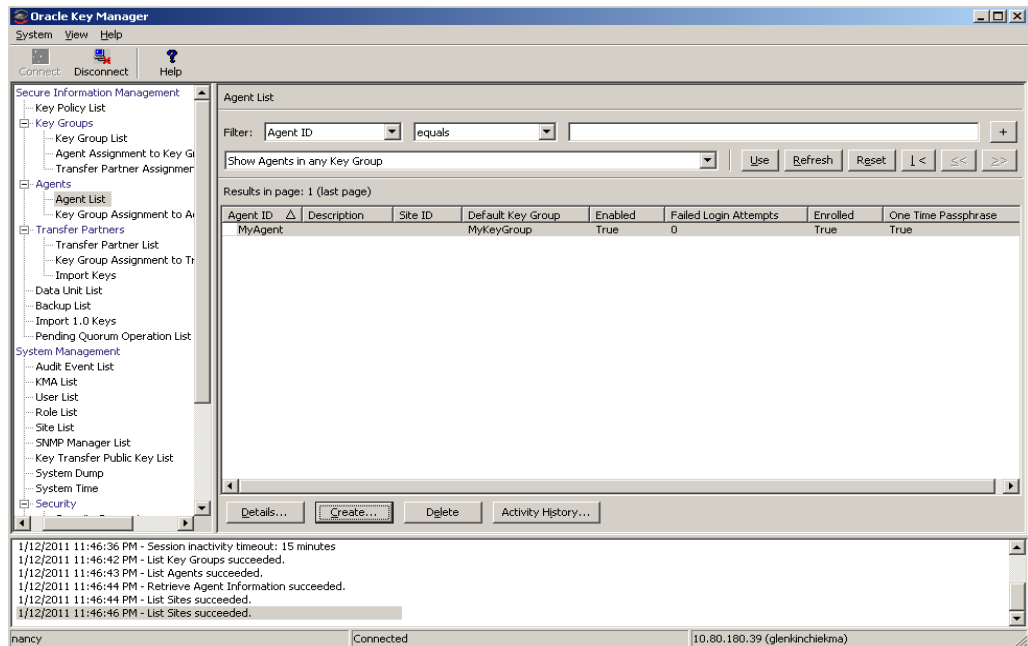 Oracle Key Manager
System View Help
Connect Disconnect Help
Secure Information Management
Key Policy List
Key Groups
Key Group List
Agent Assignment to Key G
Transfer Partner Assignmen
Agents
Agent List
Key Group Assignment to A
Transfer Partners
Transfer Partner List
Key Group Assignment to Tr
Import Keys
Data Unit List
Backup List
Import 1.0 Keys
Pending Quorum Operation List
System Management
Audit Event List
KMA List
User List
Role List
Site List
SNMP Manager List
Key Transfer Public Key List
System Dump
System Time
Security
Agent List
Filter: Agent ID equals +
Show Agents in any Key Group Use Refresh Reset |< << >>
Results in page: 1 (last page)
Agent ID Description Site ID Default Key Group Enabled Failed Login Attempts Enrolled One Time Passphrase
MyAgent MyKeyGroup True 0 True True
Details... Create... Delete Activity History...
1/12/2011 11:46:36 PM - Session inactivity timeout: 15 minutes
1/12/2011 11:46:42 PM - List Key Groups succeeded.
1/12/2011 11:46:43 PM - List Agents succeeded.
1/12/2011 11:46:44 PM - Retrieve Agent Information succeeded.
1/12/2011 11:46:44 PM - List Sites succeeded.
1/12/2011 11:46:46 PM - List Sites succeeded.
nancy Connected 10.80.180.39 (glenkinchiekma)